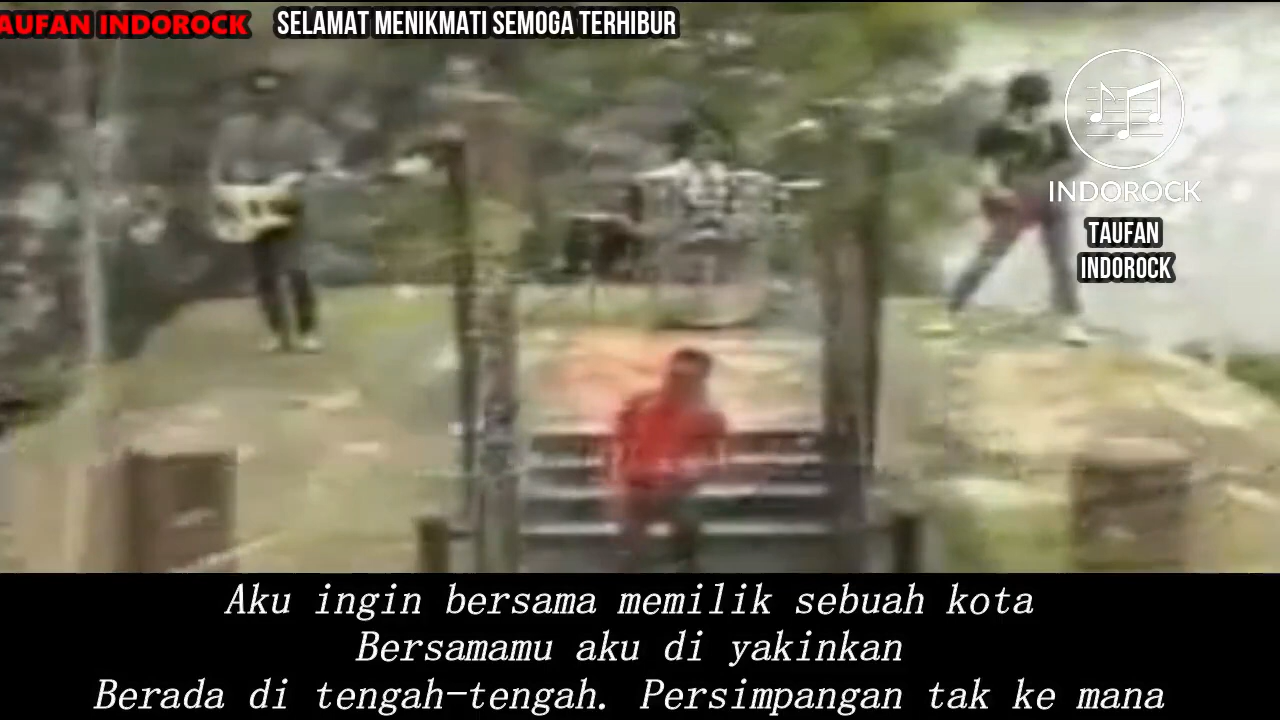 AUFAN INDOROCK SELAMAT MENIKMATI SEMOGA TERHIBUR
INDOROCK
TAUFAN
INDOROCK
Aku ingin bersama memilik sebuah kota
Bersamamu aku di yakinkan
Berada di tengah-tengah. Persimpangan tak ke mana